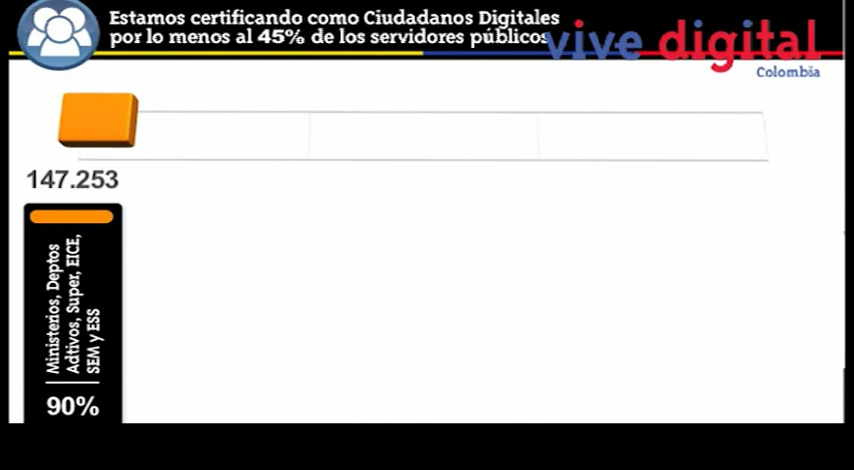 Estamos certificando como Ciudadanos Digitales
por lo menos al 45% de los servidores públicos
vive digital
Colombia
147.253
Ministerios, Deptos
Adtivos, Super, EICE,
SEM y ESS
90%